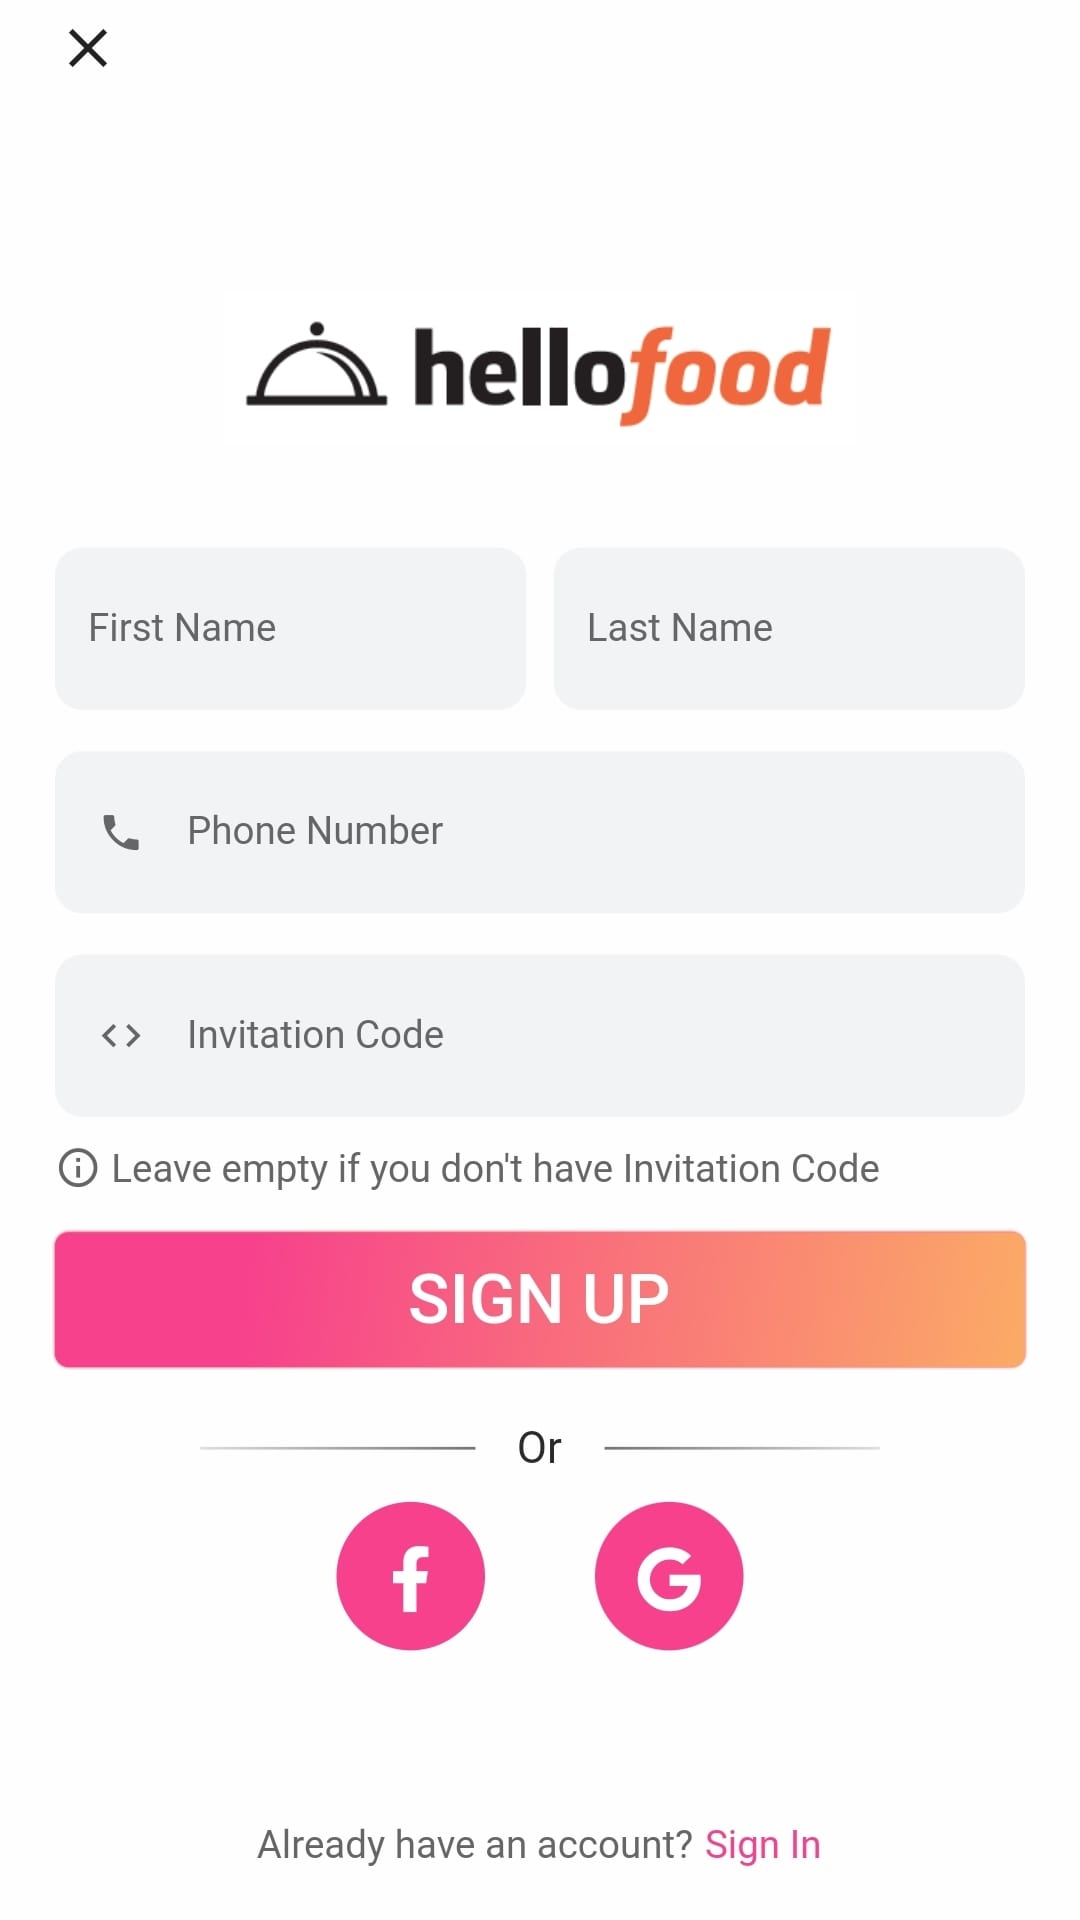 hellofood
First Name
Last Name
Phone Number
Invitation Code
Leave empty if you don't have Invitation Code
SIGN UP
Or
Already have an account? Sign In